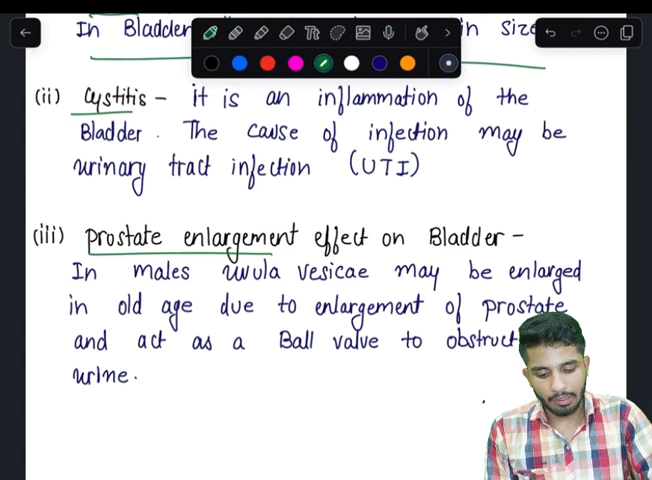 In Bladder in size
(ii) Cystitis - it is an inflammation of the
Bladder. The cause of infection may be
urinary tract infection (UTI)
(iii) prostate enlargement effect on Bladder -
In males uvula vesicae may be enlarged
in old age due to enlargement of prostate
and act as a Ball valve to obstruct
urine.